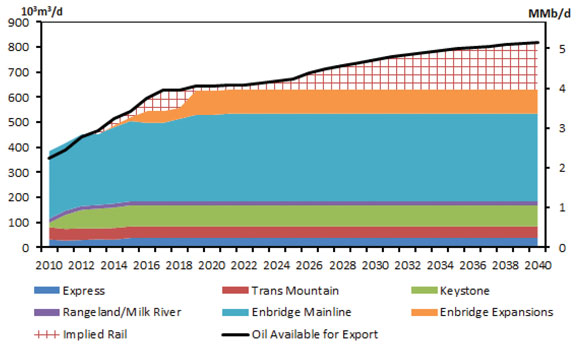 10³m³/d
MMb/d
900
800
700
600
500
400
300
200
100
0
5
4
3
2
1
0
2010 2012 2014 2016 2018 2020 2022 2024 2026 2028 2030 2032 2034 2036 2038 2040
Express Trans Mountain Keystone
Rangeland/Milk River Enbridge Mainline Enbridge Expansions
Implied Rail Oil Available for Export